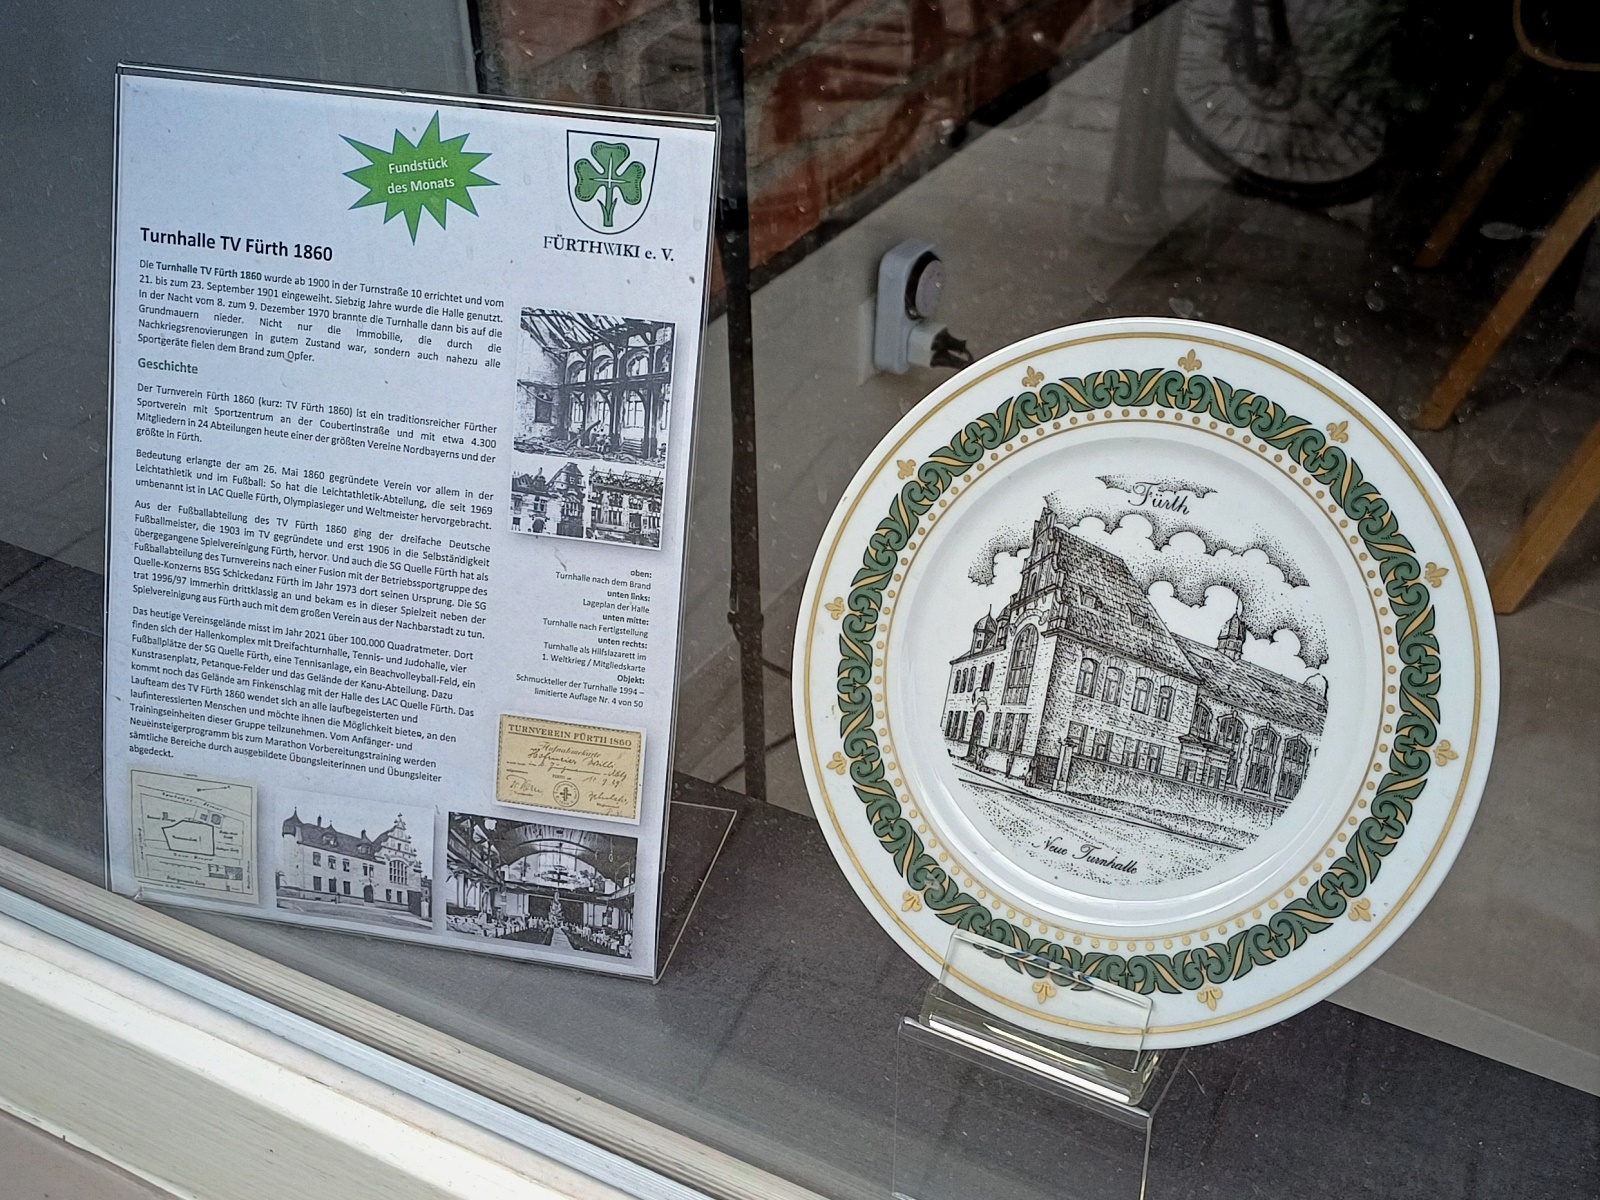 Fundstück
des Monats
FÜRTHWIKI e. V.
Turnhalle TV Fürth 1860
Die Turnhalle TV Fürth 1860 wurde ab 1900 in der Turnstraße 10 errichtet und vom
21. bis zum 23. September 1901 eingeweiht. Siebzig Jahre wurde die Halle genutzt.
In der Nacht vom 8. zum 9. Dezember 1970 brannte die Turnhalle dann bis auf die
Grundmauern nieder. Nicht nur die Immobilie, die durch die
Nachkriegsrenovierungen in gutem Zustand war, sondern auch nahezu alle
Sportgeräte fielen dem Brand zum Opfer.
Geschichte
Der Turnverein Fürth 1860 (kurz: TV Fürth 1860) ist ein traditionsreicher Fürther
Sportverein mit Sportzentrum an der Coubertinstraße und mit etwa 4.300
Mitgliedern in 24 Abteilungen heute einer der größten Vereine Nordbayerns und der
größte in Fürth.
Bedeutung erlangte der am 26. Mai 1860 gegründete Verein vor allem in der
Leichtathletik und im Fußball: So hat die Leichtathletik-Abteilung, die seit 1969
umbenannt ist in LAC Quelle Fürth, Olympiasieger und Weltmeister hervorgebracht.
Aus der Fußballabteilung des TV Fürth 1860 ging der dreifache Deutsche
Fußballmeister, die 1903 im TV gegründete und erst 1906 in die Selbständigkeit
übergegangene Spielvereinigung Fürth, hervor. Und auch die SG Quelle Fürth hat als
Fußballabteilung des Turnvereins nach einer Fusion mit der Betriebssportgruppe des
Quelle-Konzerns BSG Schickedanz Fürth im Jahr 1973 dort seinen Ursprung. Die SG
trat 1996/97 immerhin drittklassig an und bekam es in dieser Spielzeit neben der
Spielvereinigung aus Fürth auch mit dem großen Verein aus der Nachbarstadt zu tun.
Das heutige Vereinsgelände misst im Jahr 2021 über 100.000 Quadratmeter. Dort
finden sich der Hallenkomplex mit Dreifachturnhalle, Tennis- und Judohalle, vier
Fußballplätze der SG Quelle Fürth, eine Tennisanlage, ein Beachvolleyball-Feld, ein
Kunstrasenplatz, Petanque-Felder und das Gelände der Kanu-Abteilung. Dazu
kommt noch das Gelände am Finkenschlag mit der Halle des LAC Quelle Fürth. Das
Laufteam des TV Fürth 1860 wendet sich an alle laufbegeisterten und
laufinteressierten Menschen und möchte ihnen die Möglichkeit bieten, an den
Trainingseinheiten dieser Gruppe teilzunehmen. Vom Anfänger- und
Neueinsteigerprogramm bis zum Marathon Vorbereitungstraining werden
sämtliche Bereiche durch ausgebildete Übungsleiterinnen und Übungsleiter
abgedeckt.
oben:
Turnhalle nach dem Brand
unten links:
Lageplan der Halle
unten mitte:
Turnhalle nach Fertigstellung
unten rechts:
Turnhalle als Hilfslazarett im
1. Weltkrieg / Mitgliedskarte
Objekt:
Schmuckteller der Turnhalle 1994 –
limitierte Auflage Nr. 4 von 50
TURNVEREIN FÜRTH 1860
Fürth
Neue Turnhalle